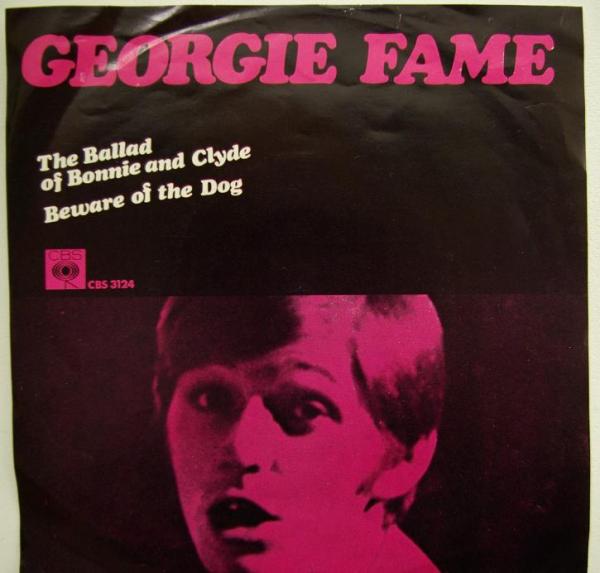 GEORGIE FAME
The Ballad
of Bonnie and Clyde
Beware of the Dog
CBS
CBS 3124